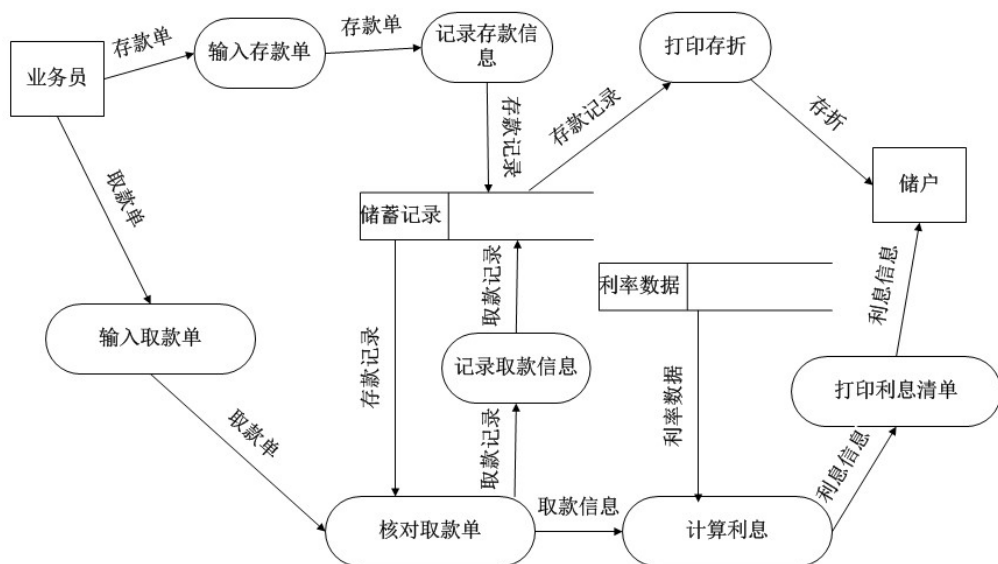 业务员
存款单
输入存款单
存款单
记录存款信
息
打印存折
存款记录
存款记录
存折
储户
取款单
储蓄记录
利率数据
输入取款单
存款记录
取款记录
记录取款信息
取款记录
利率数据
利息信息
打印利息清单
取款单
核对取款单
取款信息
计算利息
利息信息